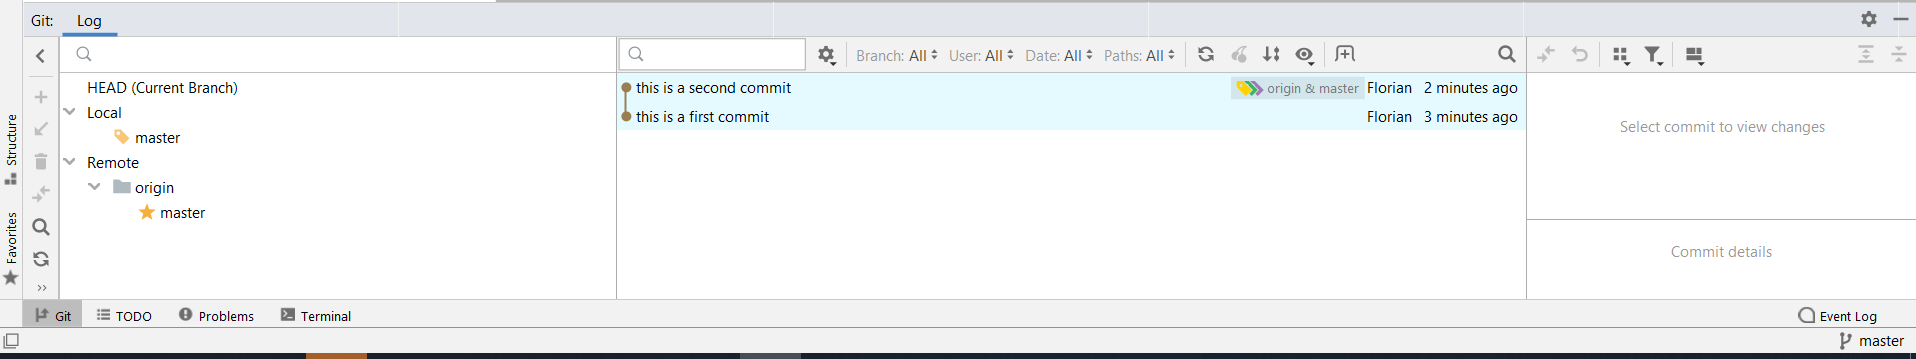 Git: Log
Structure
Favorites
HEAD (Current Branch)
Local
master
Remote
origin
master
Branch: All User: All Date: All Paths: All
this is a second commit origin & master Florian 2 minutes ago
this is a first commit Florian 3 minutes ago
Select commit to view changes
Commit details
Git TODO Problems Terminal Event Log
master